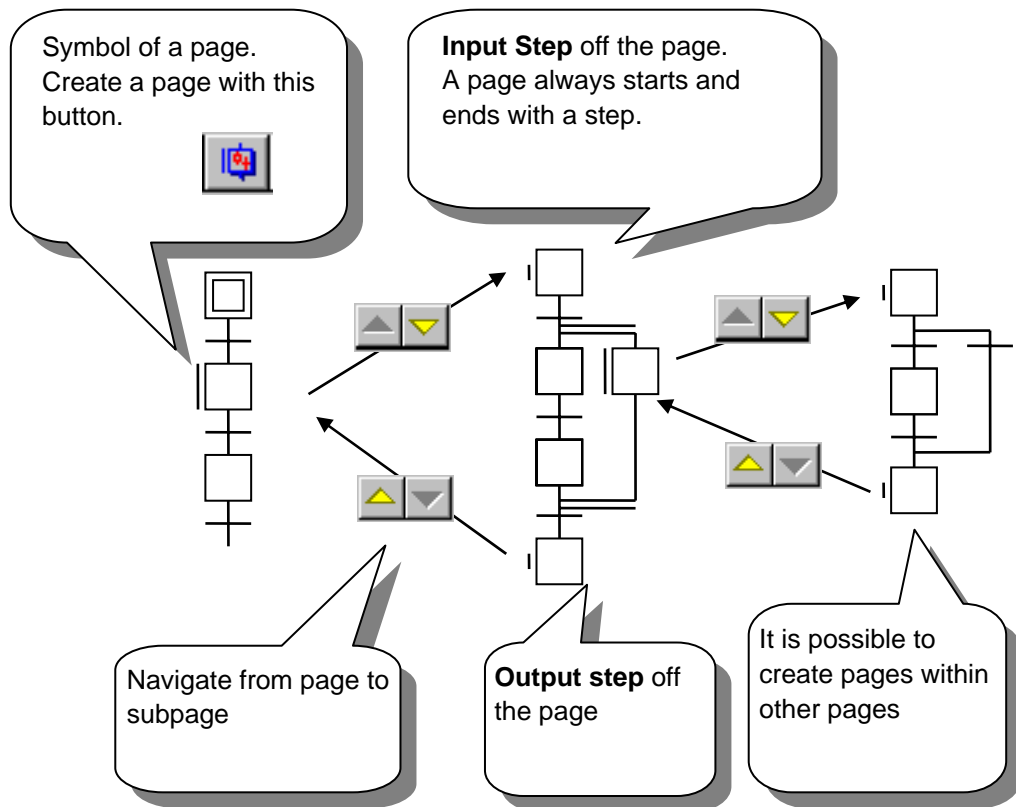 Symbol of a page.
Create a page with this
button.
Input Step off the page.
A page always starts and
ends with a step.
Navigate from page to
subpage
Output step off
the page
It is possible to
create pages within
other pages